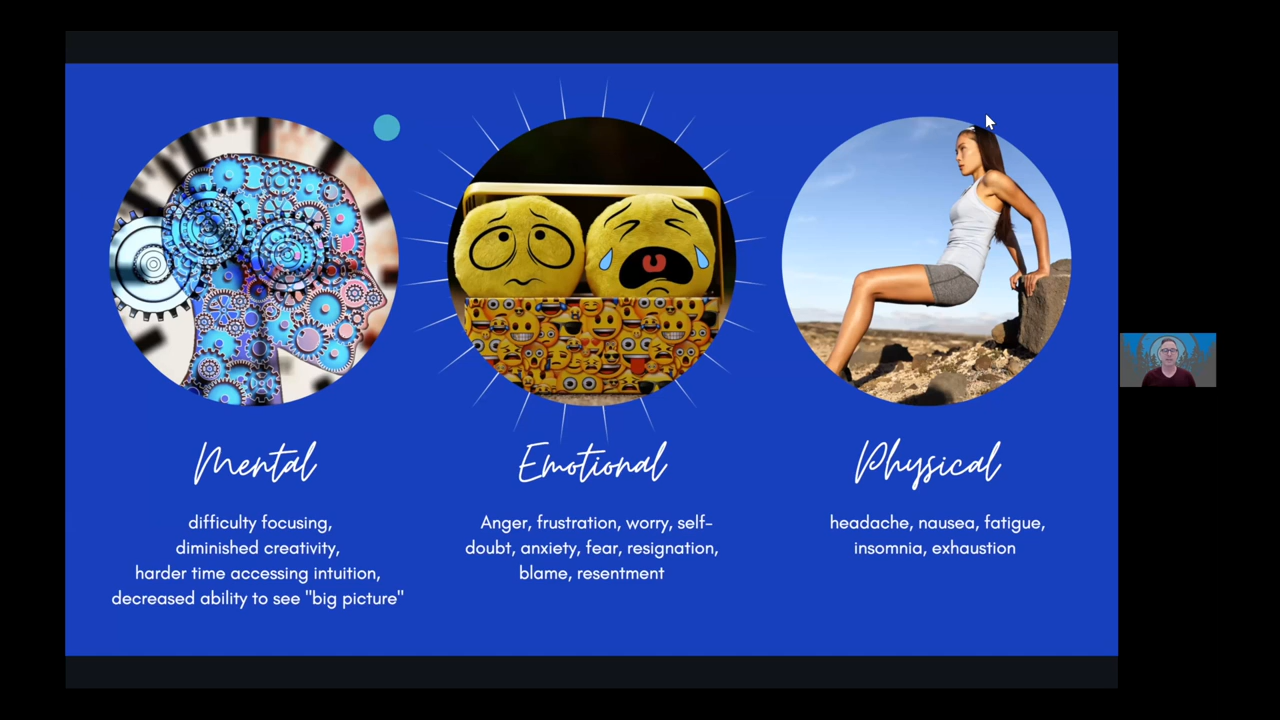 Mental
difficulty focusing,
diminished creativity,
harder time accessing intuition,
decreased ability to see "big picture"
Emotional
Anger, frustration, worry, self-
doubt, anxiety, fear, resignation,
blame, resentment
Physical
headache, nausea, fatigue,
insomnia, exhaustion